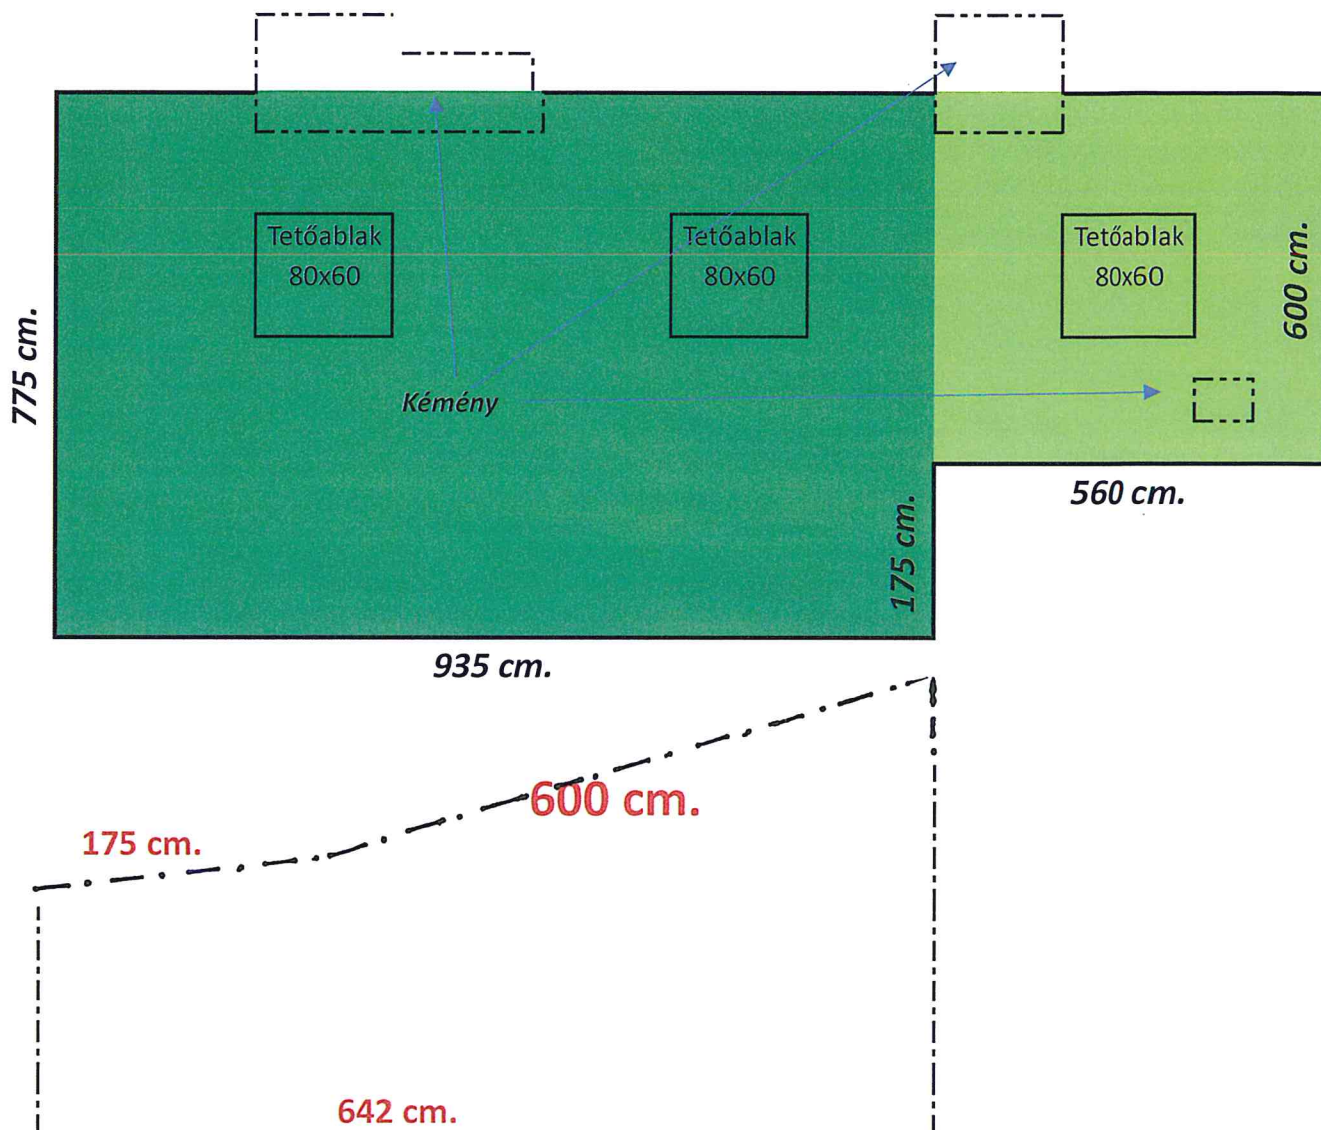 Tetőablak
80x60
Tetőablak
80x60
Tetőablak
80x60
600 cm.
775 cm.
Kémény
560 cm.
175 cm.
935 cm.
600 cm.
175 cm.
642 cm.